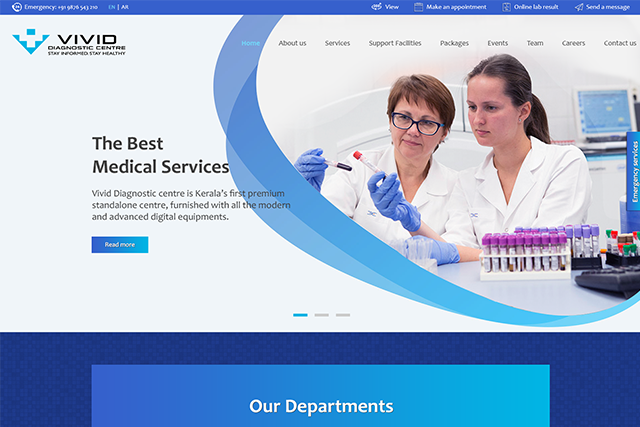 Emergency: +91 9876 543 210
EN | AR
View
Make an appointment
Online lab result
Send a message
VIVID
DIAGNOSTIC CENTRE
STAY INFORMED. STAY HEALTHY
Home
About us
Services
Support Facilities
Packages
Events
Team
Careers
Contact us
The Best
Medical Services
Vivid Diagnostic centre is Kerala's first premium
standalone centre, furnished with all the modern
and advanced digital equipments.
Read more
Emergency services
Our Departments